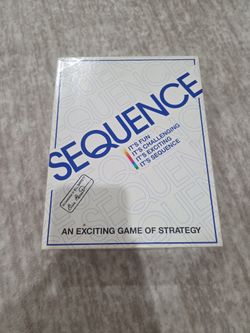 SEQUENCE
IT'S FUN
IT'S CHALLENGING
IT'S EXCITING
IT'S SEQUENCE
AN EXCITING GAME OF STRATEGY